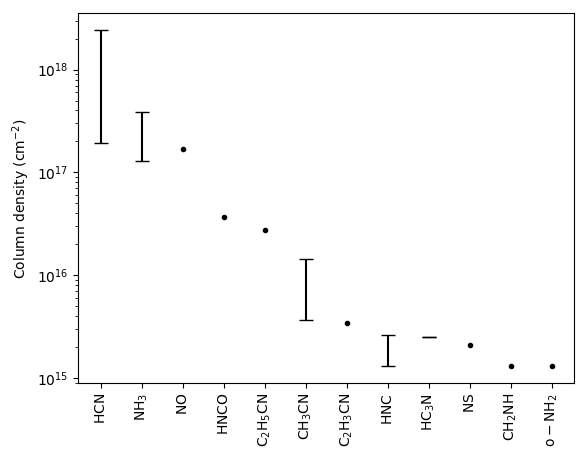 Column density (cm⁻²)
10¹⁸
10¹⁷
10¹⁶
10¹⁵
HCN
NH₃
NO
HNCO
C₂H₅CN
CH₃CN
C₂H₃CN
HNC
HC₃N
NS
CH₂NH
o − NH₂